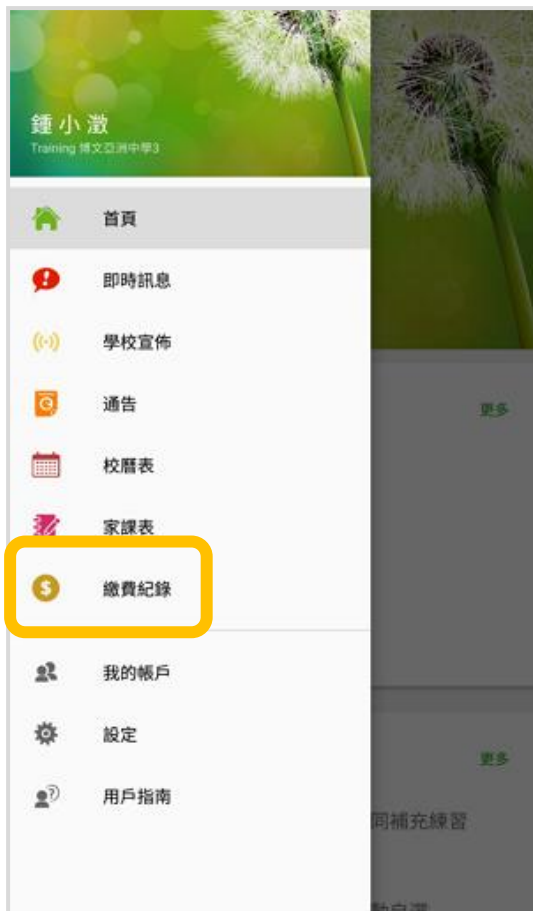 鍾小澂
Training 博文亞洲中學3
首頁
即時訊息
學校宣佈
通告
更多
校曆表
家課表
繳費紀錄
我的帳戶
設定
更多
用戶指南
同補充練習